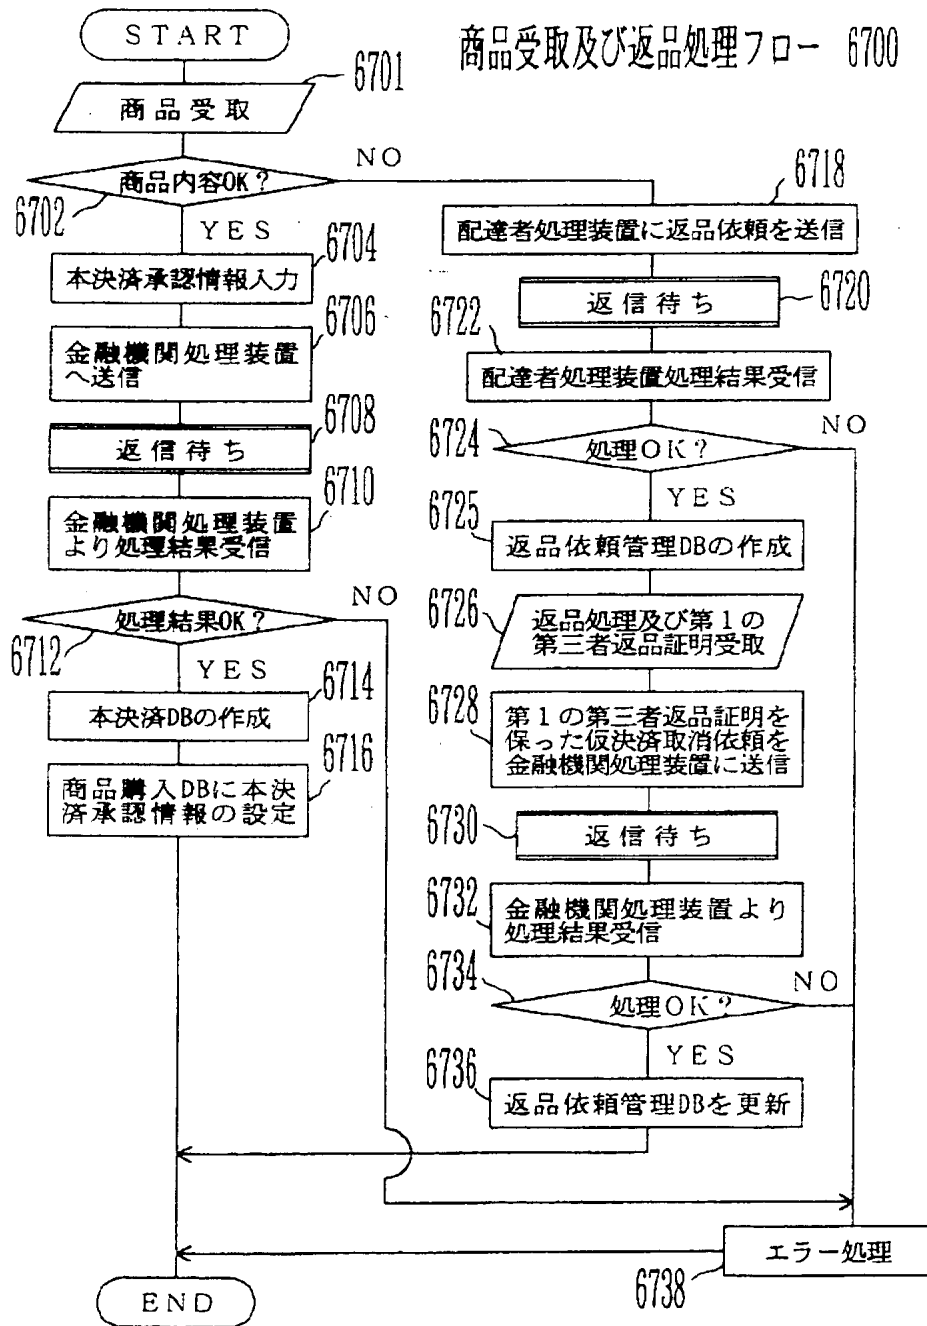 商品受取及び返品処理フロー 6700
START
6701
商品受取
商品内容OK?
NO
6702
YES
6704
本決済承認情報入力
6706
金融機関処理装置
へ送信
6708
返信待ち
6710
金融機関処理装置
より処理結果受信
処理結果OK?
NO
6712
YES
6714
本決済DBの作成
6716
商品購入DBに本決
済承認情報の設定
6718
配達者処理装置に返品依頼を送信
6720
返信待ち
6722
配達者処理装置処理結果受信
6724
処理OK?
NO
YES
6725
返品依頼管理DBの作成
6726
返品処理及び第1の
第三者返品証明受取
6728
第1の第三者返品証明を
保った仮決済取消依頼を
金融機関処理装置に送信
6730
返信待ち
6732
金融機関処理装置より
処理結果受信
6734
処理OK?
NO
YES
6736
返品依頼管理DBを更新
エラー処理
6738
END